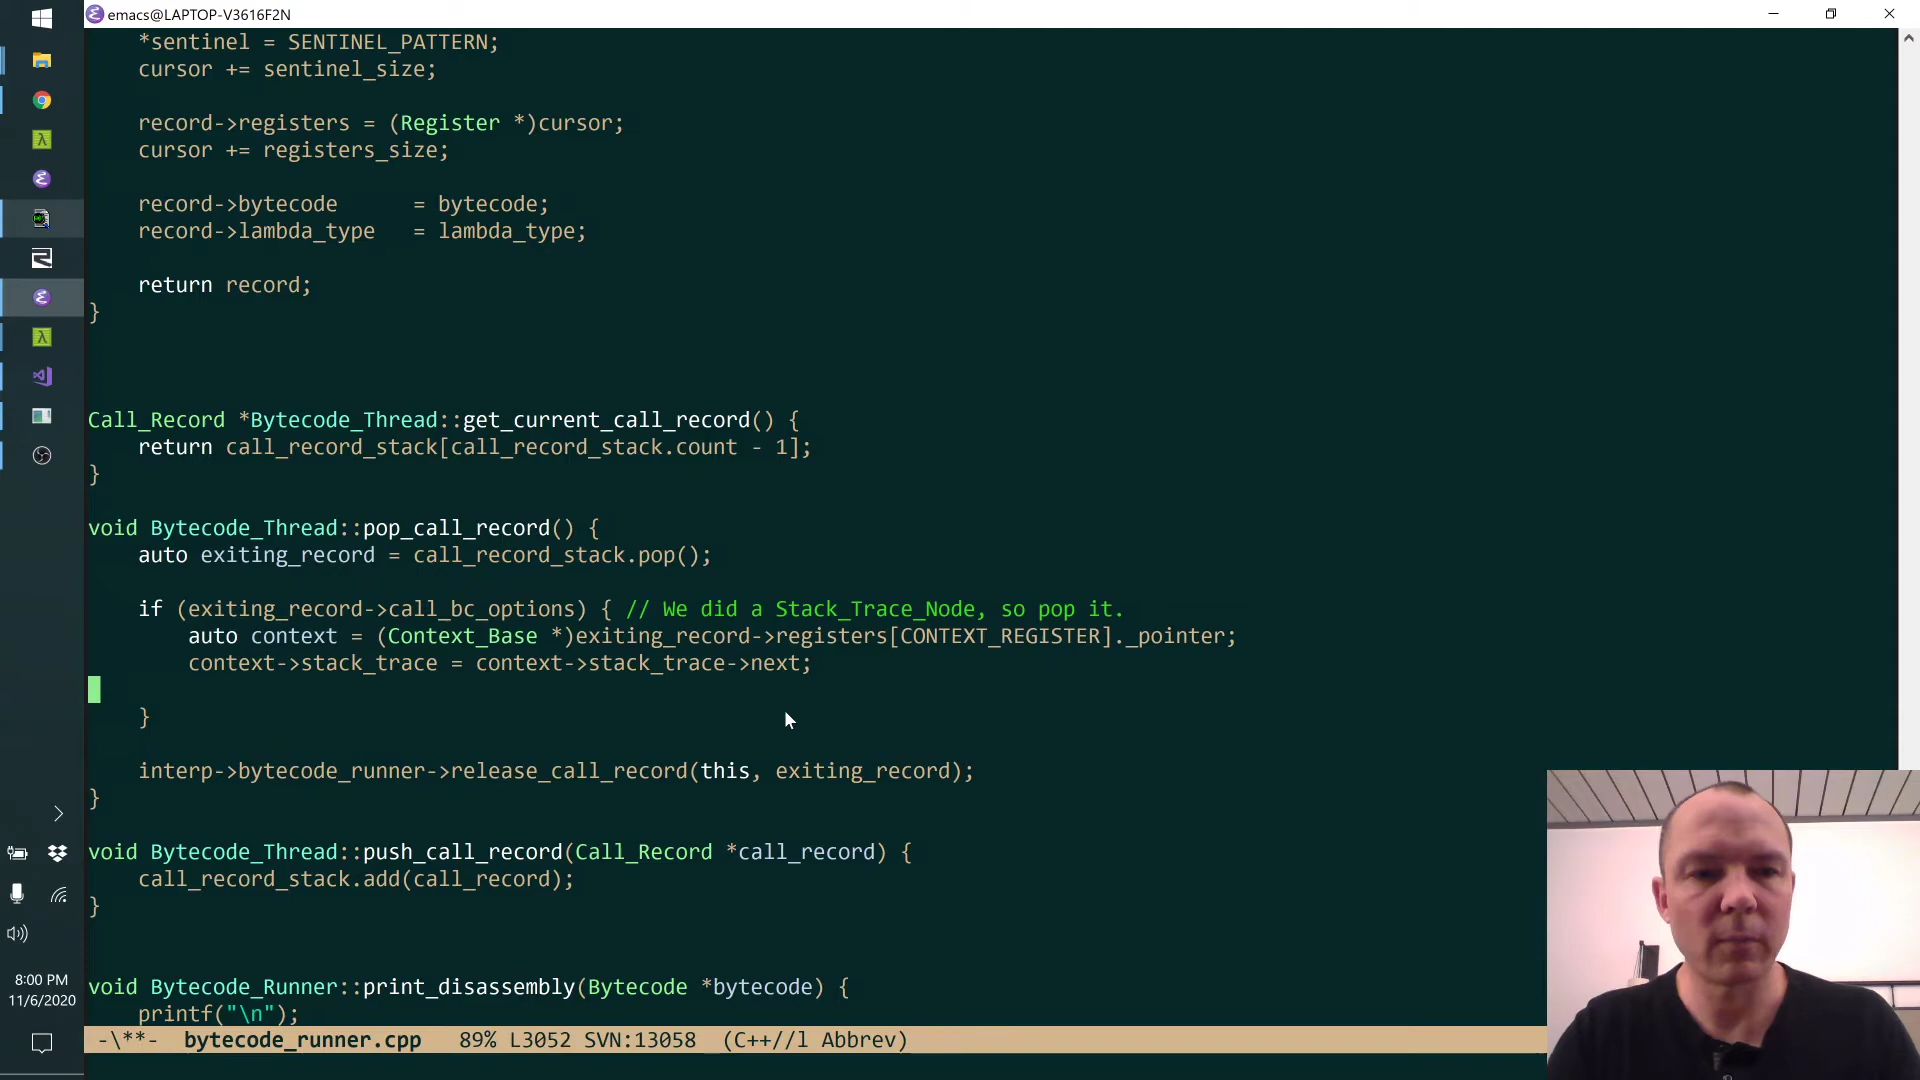 emacs@LAPTOP-V3616F2N
*sentinel = SENTINEL_PATTERN;
cursor += sentinel_size;
record->registers = (Register *)cursor;
cursor += registers_size;
record->bytecode      = bytecode;
record->lambda_type   = lambda_type;
return record;
}
Call_Record *Bytecode_Thread::get_current_call_record() {
return call_record_stack[call_record_stack.count - 1];
}
void Bytecode_Thread::pop_call_record() {
auto exiting_record = call_record_stack.pop();
if (exiting_record->call_bc_options) { // We did a Stack_Trace_Node, so pop it.
auto context = (Context_Base *)exiting_record->registers[CONTEXT_REGISTER]._pointer;
context->stack_trace = context->stack_trace->next;
}
interp->bytecode_runner->release_call_record(this, exiting_record);
}
void Bytecode_Thread::push_call_record(Call_Record *call_record) {
call_record_stack.add(call_record);
}
void Bytecode_Runner::print_disassembly(Bytecode *bytecode) {
printf("\n");
-\**-  bytecode_runner.cpp   89% L3052 SVN:13058  (C++//l Abbrev)
8:00 PM
11/6/2020